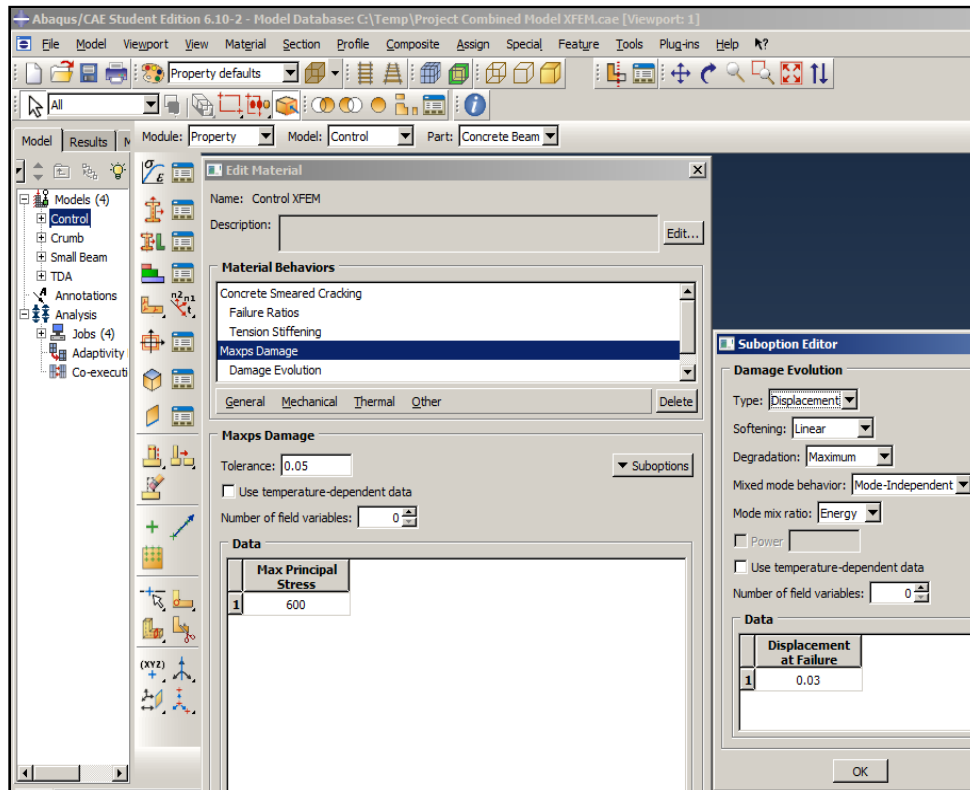 Abaqus/CAE Student Edition 6.10-2 - Model Database: C:\Temp\Project Combined Model XFEM.cae [Viewport: 1]
File Model Viewport View Material Section Profile Composite Assign Special Feature Tools Plug-ins Help
Property defaults
All
Model Results M Module: Property Model: Control Part: Concrete Beam
Models (4)
Control
Crumb
Small Beam
TDA
Annotations
Analysis
Jobs (4)
Adaptivity
Co-executi
σ
ε
n2 n1
t
(XYZ)
Edit Material
Name: Control XFEM
Description:
Edit...
Material Behaviors
Concrete Smeared Cracking
Failure Ratios
Tension Stiffening
Maxps Damage
Damage Evolution
General Mechanical Thermal Other Delete
Maxps Damage
Tolerance: 0.05 Suboptions
Use temperature-dependent data
Number of field variables: 0
Data
Max Principal
Stress
1 600
Suboption Editor
Damage Evolution
Type: Displacement
Softening: Linear
Degradation: Maximum
Mixed mode behavior: Mode-Independent
Mode mix ratio: Energy
Power
Use temperature-dependent data
Number of field variables: 0
Data
Displacement
at Failure
1 0.03
OK